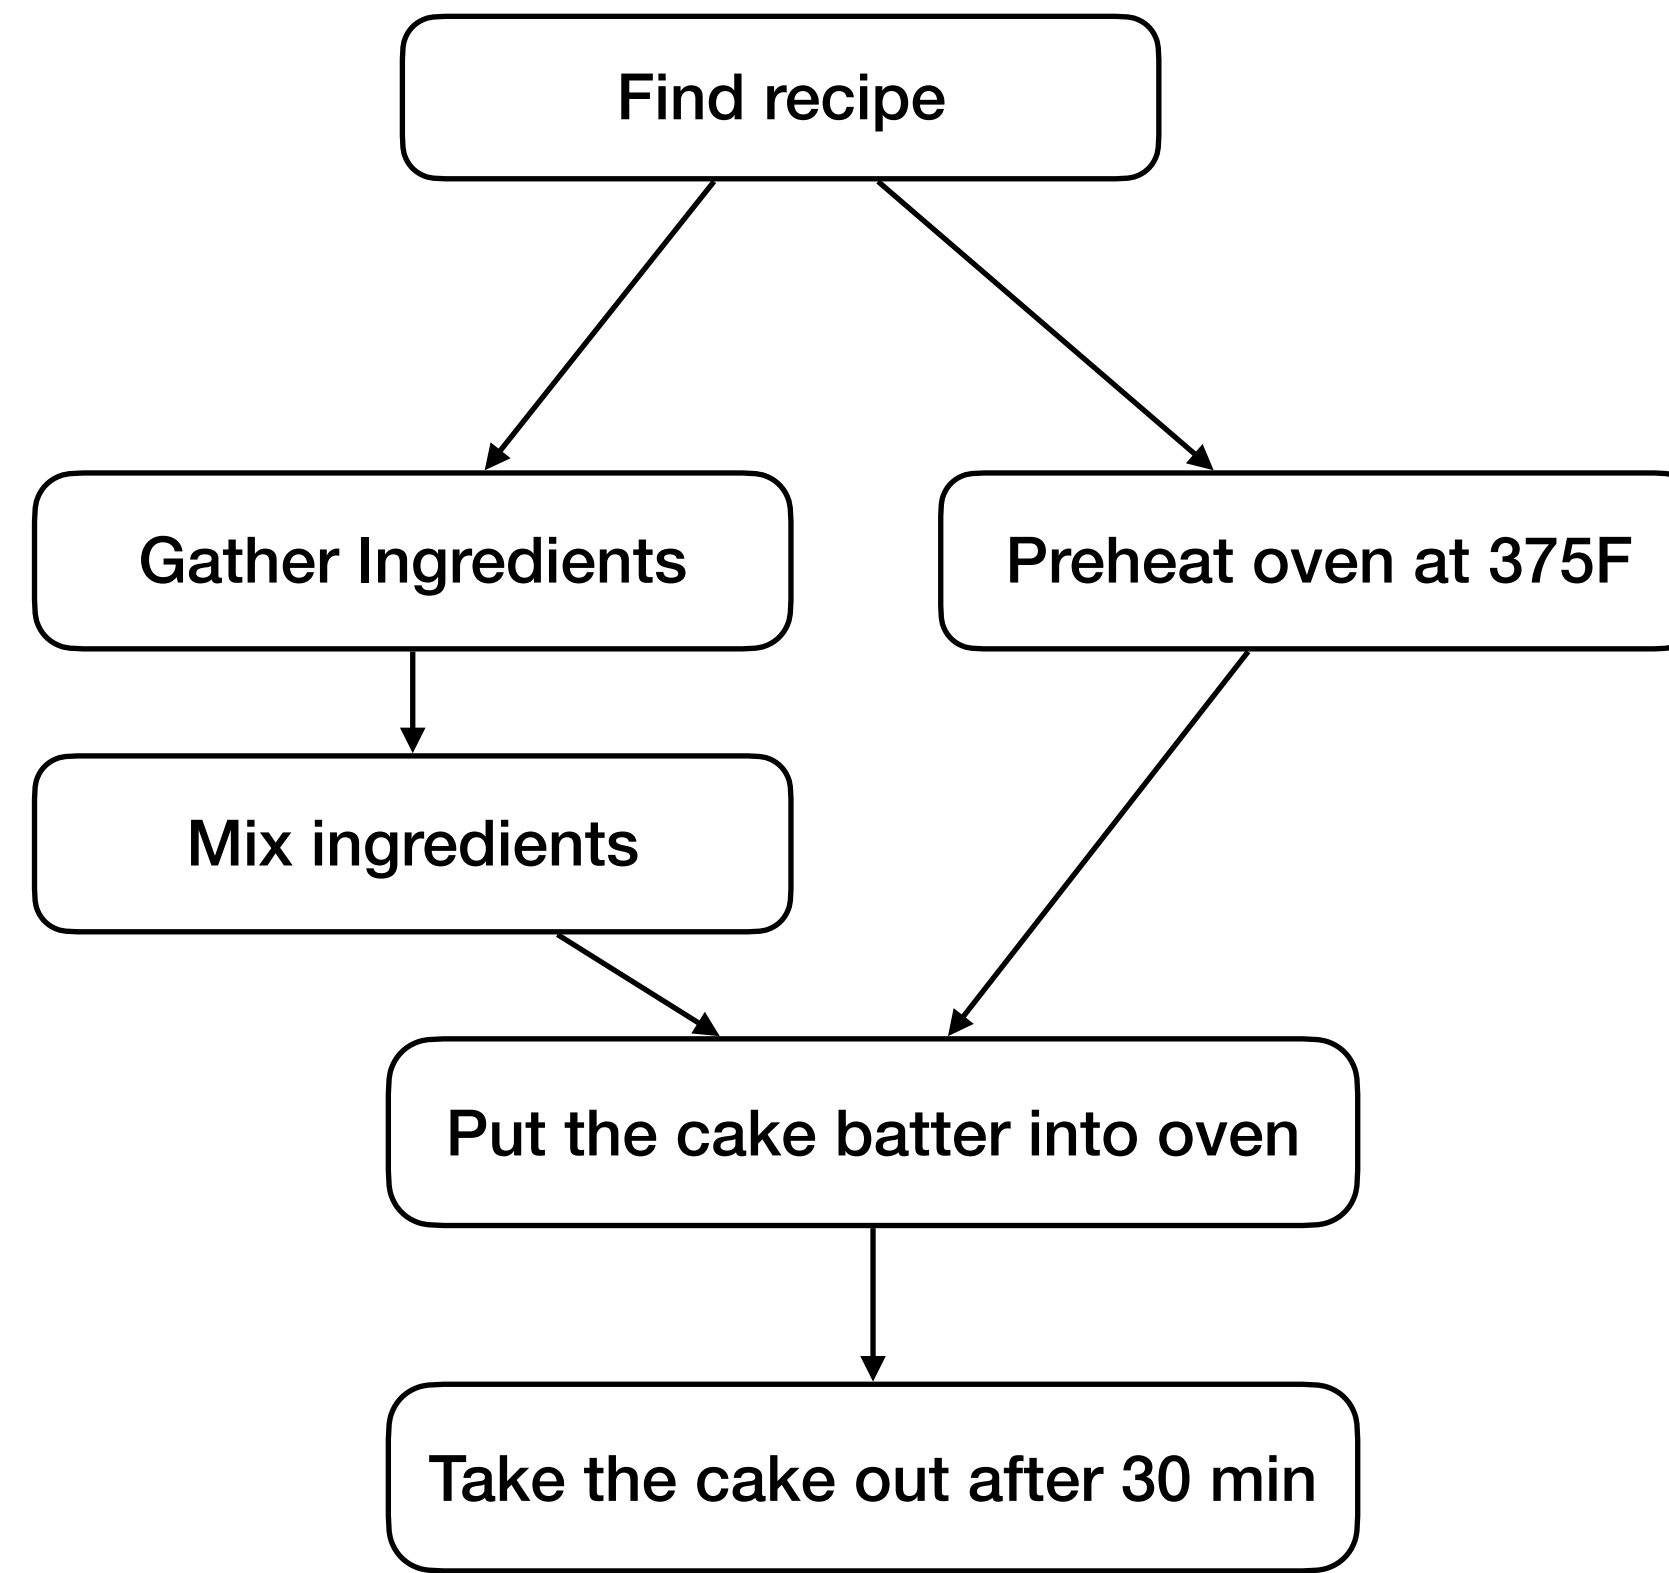 Find recipe
Gather Ingredients
Preheat oven at 375F
Mix ingredients
Put the cake batter into oven
Take the cake out after 30 min